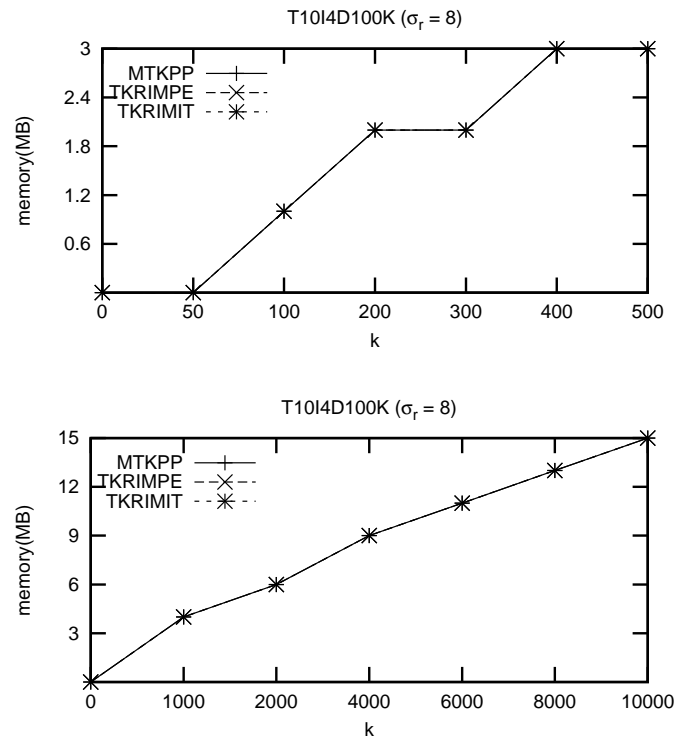 T10I4D100K (σr = 8)
3
MTKPP
TKRIMPE
TKRIMIT
2.4
1.8
1.2
0.6
memory(MB)
0 50 100 200 300 400 500
k
T10I4D100K (σr = 8)
15
MTKPP
TKRIMPE
TKRIMIT
12
9
6
3
memory(MB)
0 1000 2000 4000 6000 8000 10000
k